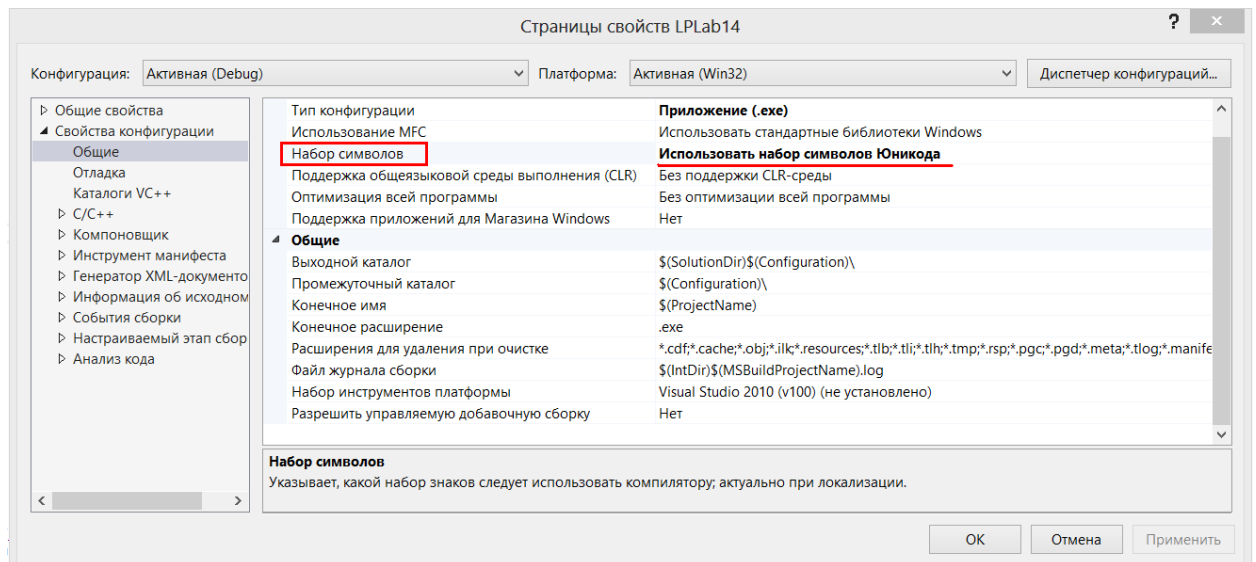 Страницы свойств LPLab14
Конфигурация: Активная (Debug) Платформа: Активная (Win32) Диспетчер конфигураций...
Общие свойства
Свойства конфигурации
Общие
Отладка
Каталоги VC++
C/C++
Компоновщик
Инструмент манифеста
Генератор XML-документо
Информация об исходном
События сборки
Настраиваемый этап сбор
Анализ кода
Тип конфигурации Приложение (.exe)
Использование MFC Использовать стандартные библиотеки Windows
Набор символов Использовать набор символов Юникода
Поддержка общеязыковой среды выполнения (CLR) Без поддержки CLR-среды
Оптимизация всей программы Без оптимизации всей программы
Поддержка приложений для Магазина Windows Нет
Общие
Выходной каталог $(SolutionDir)$(Configuration)\
Промежуточный каталог $(Configuration)\
Конечное имя $(ProjectName)
Конечное расширение .exe
Расширения для удаления при очистке *.cdf;*.cache;*.obj;*.ilk;*.resources;*.tlb;*.tli;*.tlh;*.tmp;*.rsp;*.pgc;*.pgd;*.meta;*.tlog;*.manife
Файл журнала сборки $(IntDir)$(MSBuildProjectName).log
Набор инструментов платформы Visual Studio 2010 (v100) (не установлено)
Разрешить управляемую добавочную сборку Нет
Набор символов
Указывает, какой набор знаков следует использовать компилятору; актуально при локализации.
ОК Отмена Применить